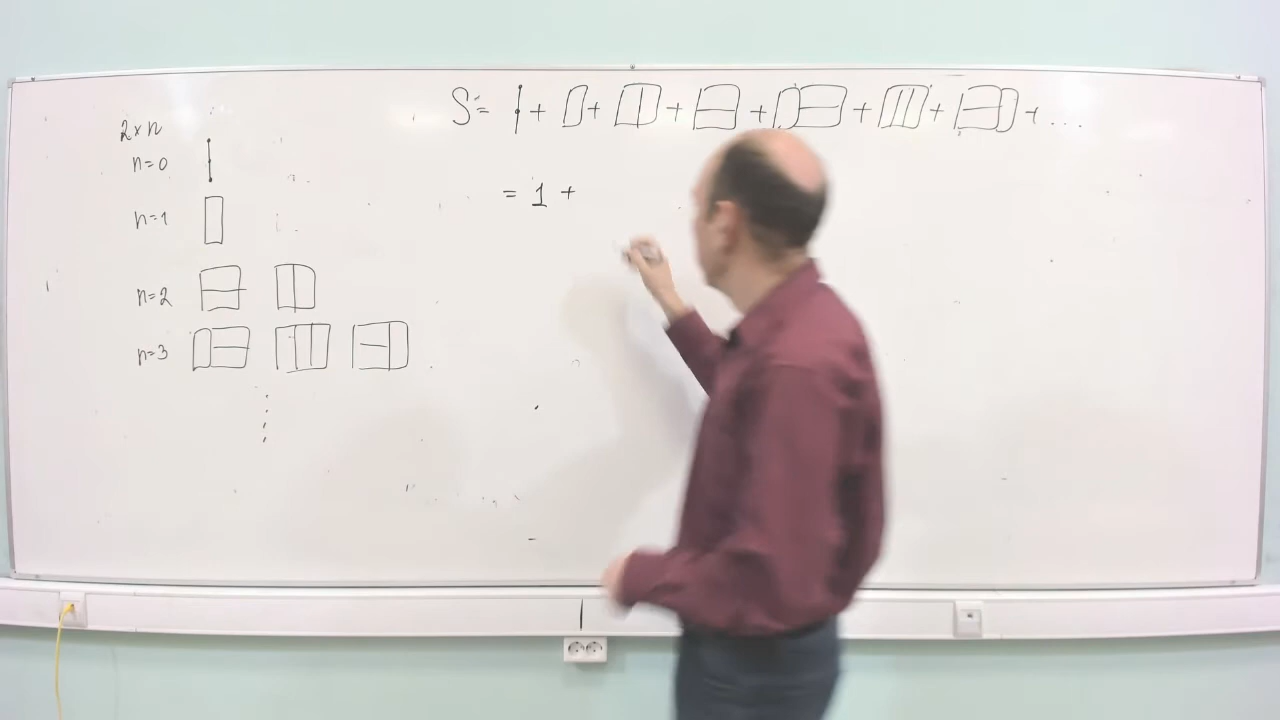 2×n
n=0
n=1
n=2
n=3
S = + + + + + + + ...
= 1 +